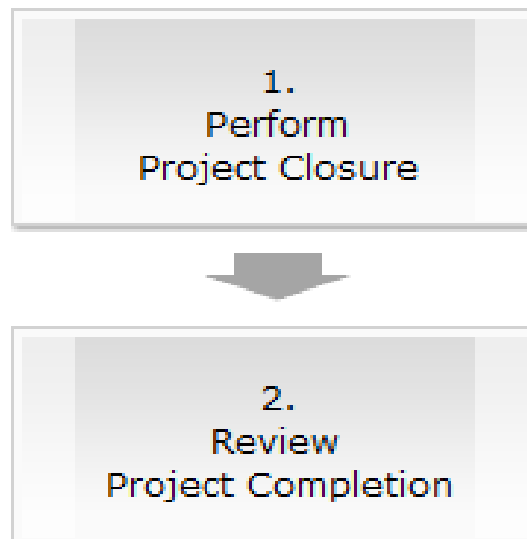 1.
Perform
Project Closure
2.
Review
Project Completion